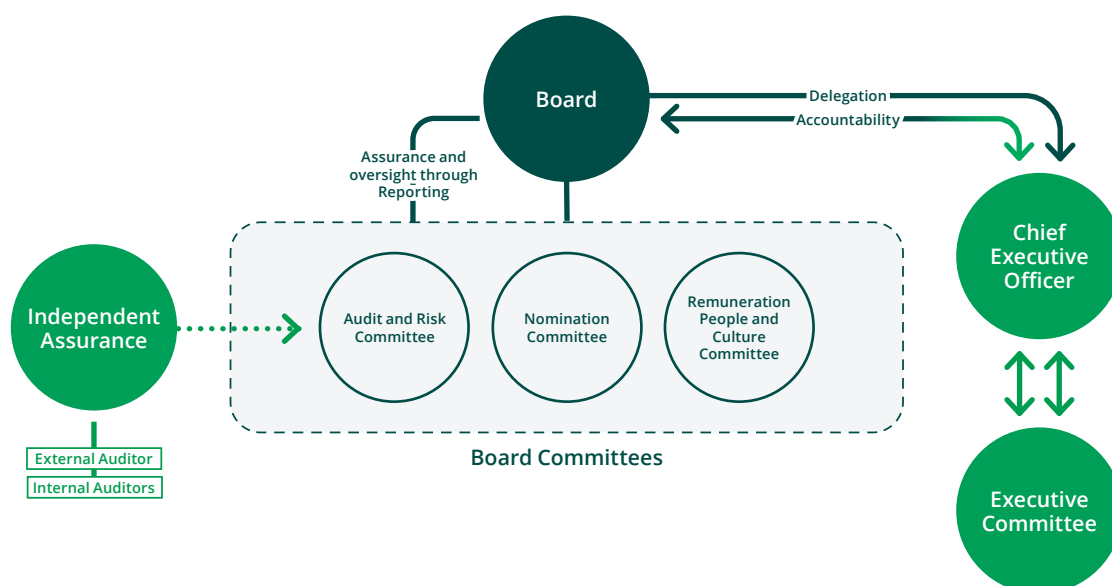 Board
Delegation
Accountability
Assurance and
oversight through
Reporting
Chief
Executive
Officer
Independent
Assurance
Audit and Risk
Committee
Nomination
Committee
Remuneration
People and
Culture
Committee
Board Committees
External Auditor
Internal Auditors
Executive
Committee